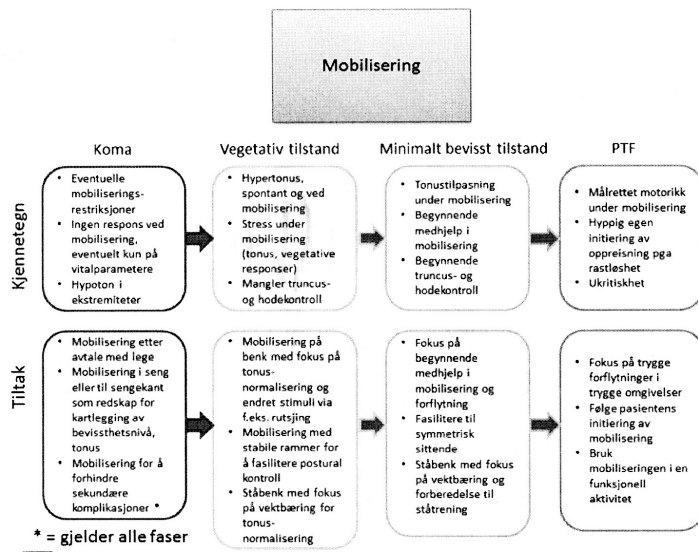 Mobilisering
Koma
Vegetativ tilstand
Minimalt bevisst tilstand
PTF
Kjennetegn
• Eventuelle
mobiliserings-
restriksjoner
• Ingen respons ved
mobilisering,
eventuelt kun på
vitalparametere
• Hypoton i
ekstremiteter
• Hypertonus,
spontant og ved
mobilisering
• Stress under
mobilisering
(tonus, vegetative
responser)
• Mangler truncus-
og hodekontroll
• Tonustilpasning
under mobilisering
• Begynnende
medhjelp i
mobilisering
• Begynnende
truncus- og
hodekontroll
• Målrettet motorikk
under mobilisering
• Hyppig egen
initiering av
oppreisning pga
rastløshet
• Ukritiskhet
Tiltak
• Mobilisering etter
avtale med lege
• Mobilisering i seng
eller til sengekant
som redskap for
kartlegging av
bevissthetsnivå,
tonus
• Mobilisering for å
forhindre
sekundære
komplikasjoner *
• Mobilisering på
benk med fokus på
tonus-
normalisering og
endret stimuli via
f.eks. rutsjing
• Mobilisering med
stabile rammer for
å fasilitere postural
kontroll
• Ståbenk med fokus
på vektbæring for
tonus-
normalisering
• Fokus på
begynnende
medhjelp i
mobilisering og
forflytning
• Fasilitere til
symmetrisk
sittende
• Ståbenk med fokus
på vektbæring og
forberedelse til
ståtrening
• Fokus på trygge
forflytninger i
trygge omgivelser
• Følge pasientens
initiering av
mobilisering
• Bruk
mobiliseringen i en
funksjonell
aktivitet
* = gjelder alle faser